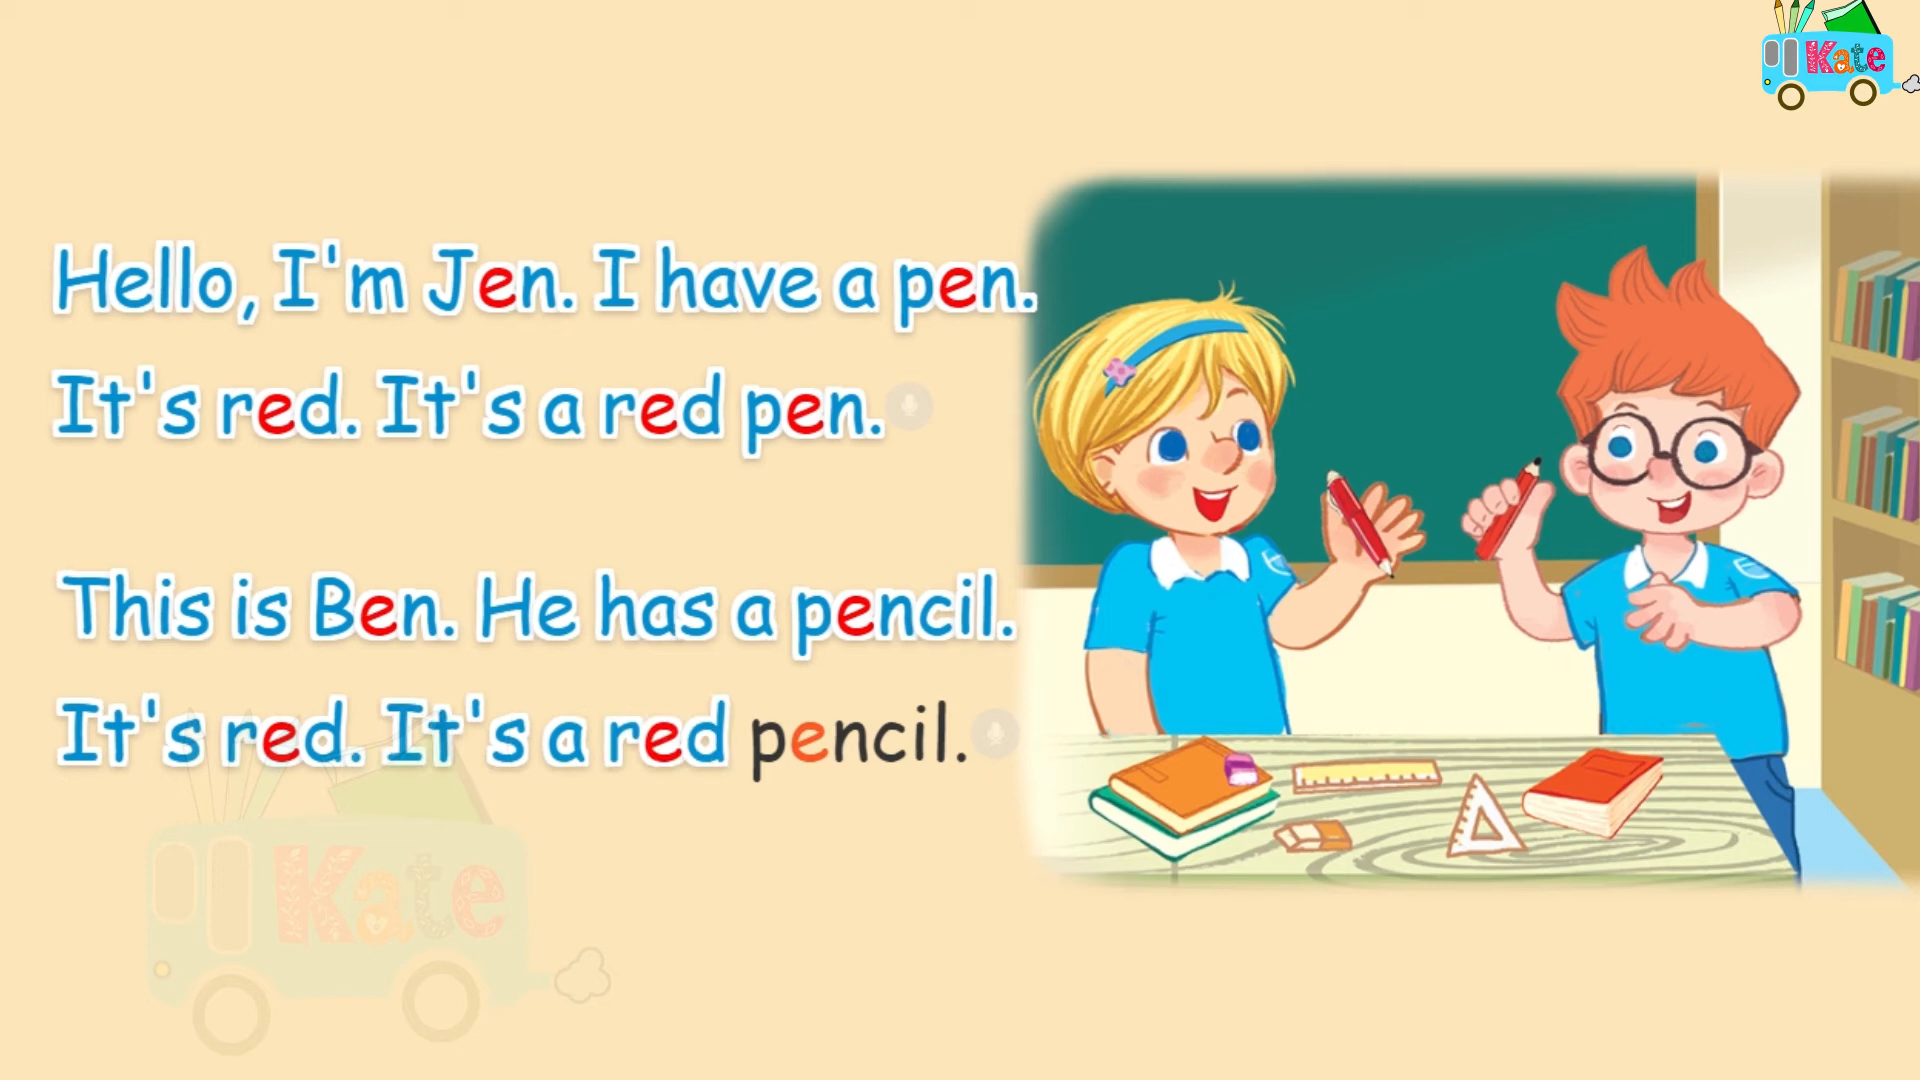 Kate
Hello, I'm Jen. I have a pen.
It's red. It's a red pen.
This is Ben. He has a pencil.
It's red. It's a red pencil.
Kate